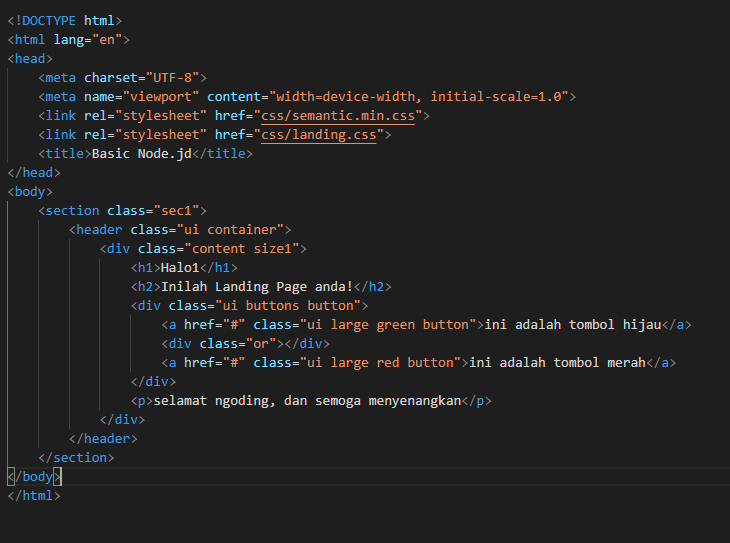 <!DOCTYPE html>
<html lang="en">
<head>
    <meta charset="UTF-8">
    <meta name="viewport" content="width=device-width, initial-scale=1.0">
    <link rel="stylesheet" href="css/semantic.min.css">
    <link rel="stylesheet" href="css/landing.css">
    <title>Basic Node.jd</title>
</head>
<body>
    <section class="sec1">
        <header class="ui container">
            <div class="content size1">
                <h1>Halo1</h1>
                <h2>Inilah Landing Page anda!</h2>
                <div class="ui buttons button">
                    <a href="#" class="ui large green button">ini adalah tombol hijau</a>
                    <div class="or"></div>
                    <a href="#" class="ui large red button">ini adalah tombol merah</a>
                </div>
                <p>selamat ngoding, dan semoga menyenangkan</p>
            </div>
        </header>
    </section>
</body>
</html>